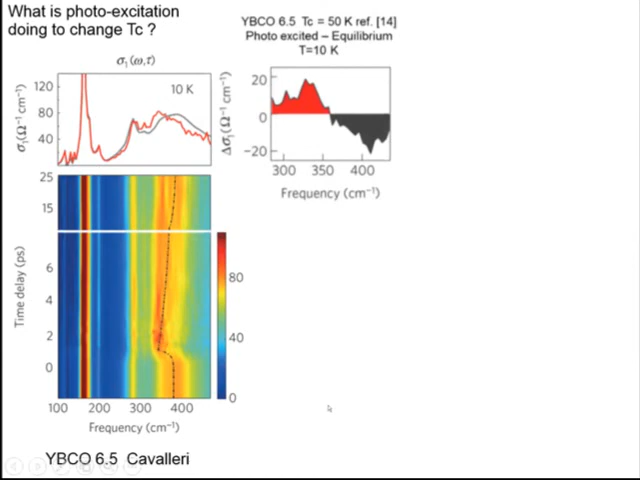 What is photo-excitation
doing to change Tc ?
σ₁(ω,τ)
10 K
σ₁(Ω⁻¹ cm⁻¹)
120
80
40
25
15
6
4
2
0
Time delay (ps)
100 200 300 400
Frequency (cm⁻¹)
80
40
0
YBCO 6.5 Cavalleri
YBCO 6.5 Tc = 50 K ref. [14]
Photo excited – Equilibrium
T=10 K
Δσ₁(Ω⁻¹ cm⁻¹)
20
0
−20
300 350 400
Frequency (cm⁻¹)